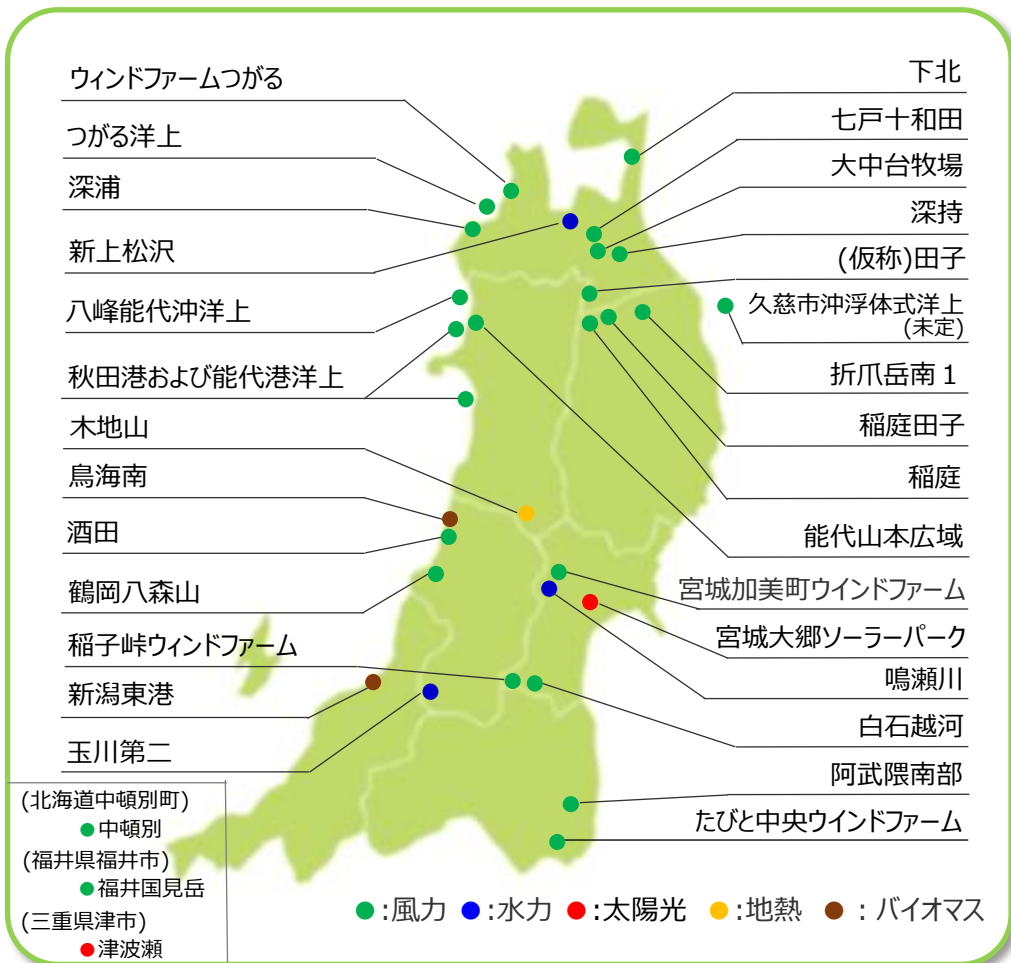 ウィンドファームつがる
つがる洋上
深浦
新上松沢
八峰能代沖洋上
秋田港および能代港洋上
木地山
鳥海南
酒田
鶴岡八森山
稲子峠ウィンドファーム
新潟東港
玉川第二
下北
七戸十和田
大中台牧場
深持
(仮称)田子
久慈市沖浮体式洋上
(未定)
折爪岳南1
稲庭田子
稲庭
能代山本広域
宮城加美町ウインドファーム
宮城大郷ソーラーパーク
鳴瀬川
白石越河
阿武隈南部
たびと中央ウインドファーム
(北海道中頓別町)
●中頓別
(福井県福井市)
●福井国見岳
(三重県津市)
●津波瀬
●:風力 ●:水力 ●:太陽光 ●:地熱 ●:バイオマス